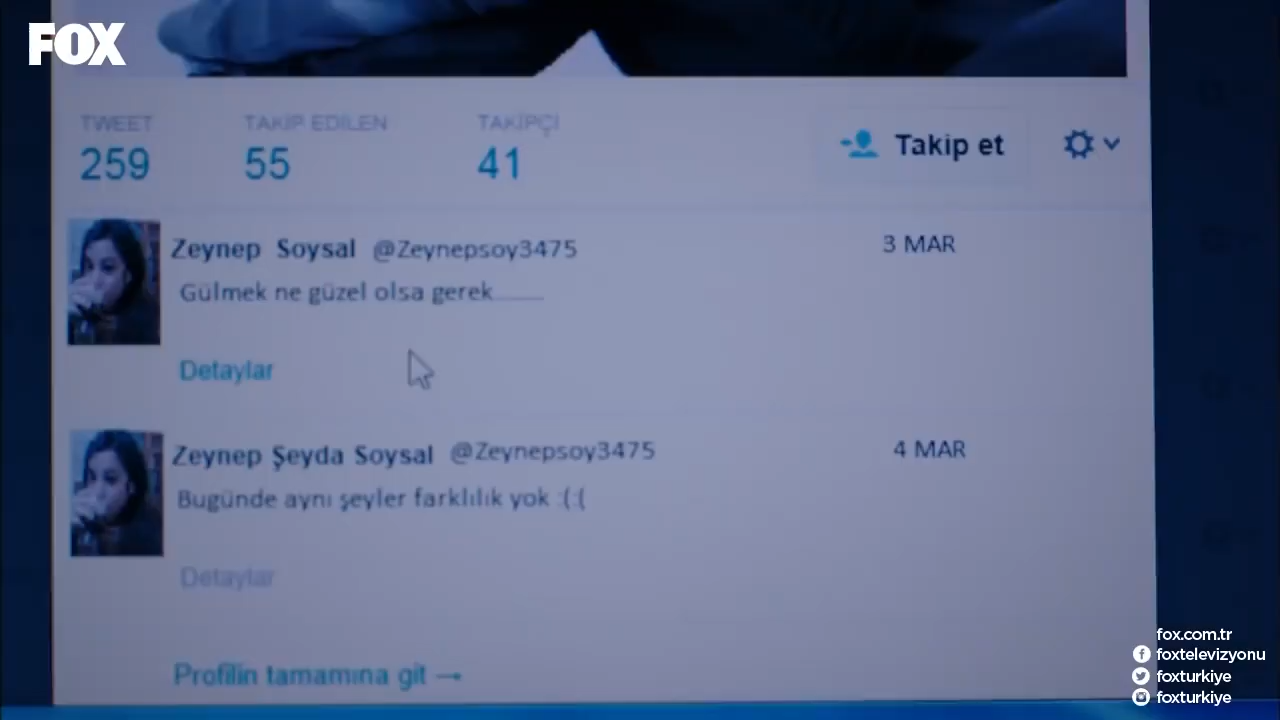 FOX
TWEET TAKİP EDİLEN TAKİPÇİ
259 55 41 Takip et
Zeynep Soysal @Zeynepsoy3475 3 MAR
Gülmek ne güzel olsa gerek........
Detaylar
Zeynep Şeyda Soysal @Zeynepsoy3475 4 MAR
Bugünde aynı şeyler farklılık yok :(:(
Detaylar
Profilin tamamına git →
fox.com.tr
foxtelevizyonu
foxturkiye
foxturkiye